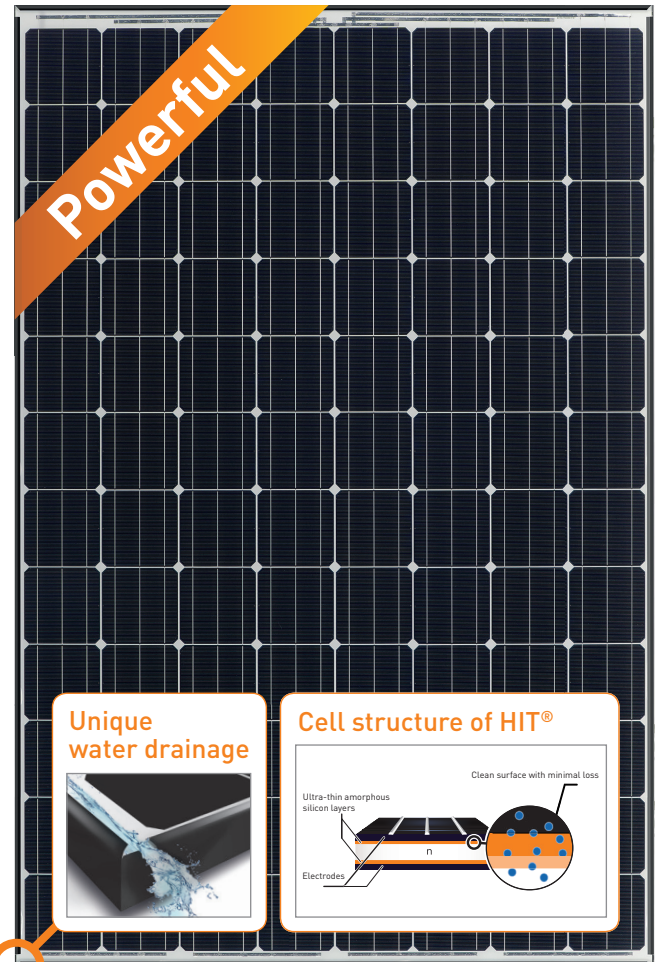 Powerful
Unique
water drainage
Cell structure of HIT®
Clean surface with minimal loss
Ultra-thin amorphous
silicon layers
n
Electrodes